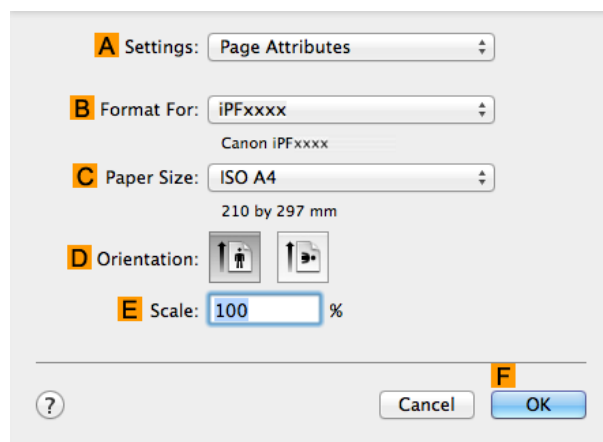 A Settings: Page Attributes
B Format For: iPFxxxx
Canon iPFxxxx
C Paper Size: ISO A4
210 by 297 mm
D Orientation:
E Scale: 100 %
F
? Cancel OK